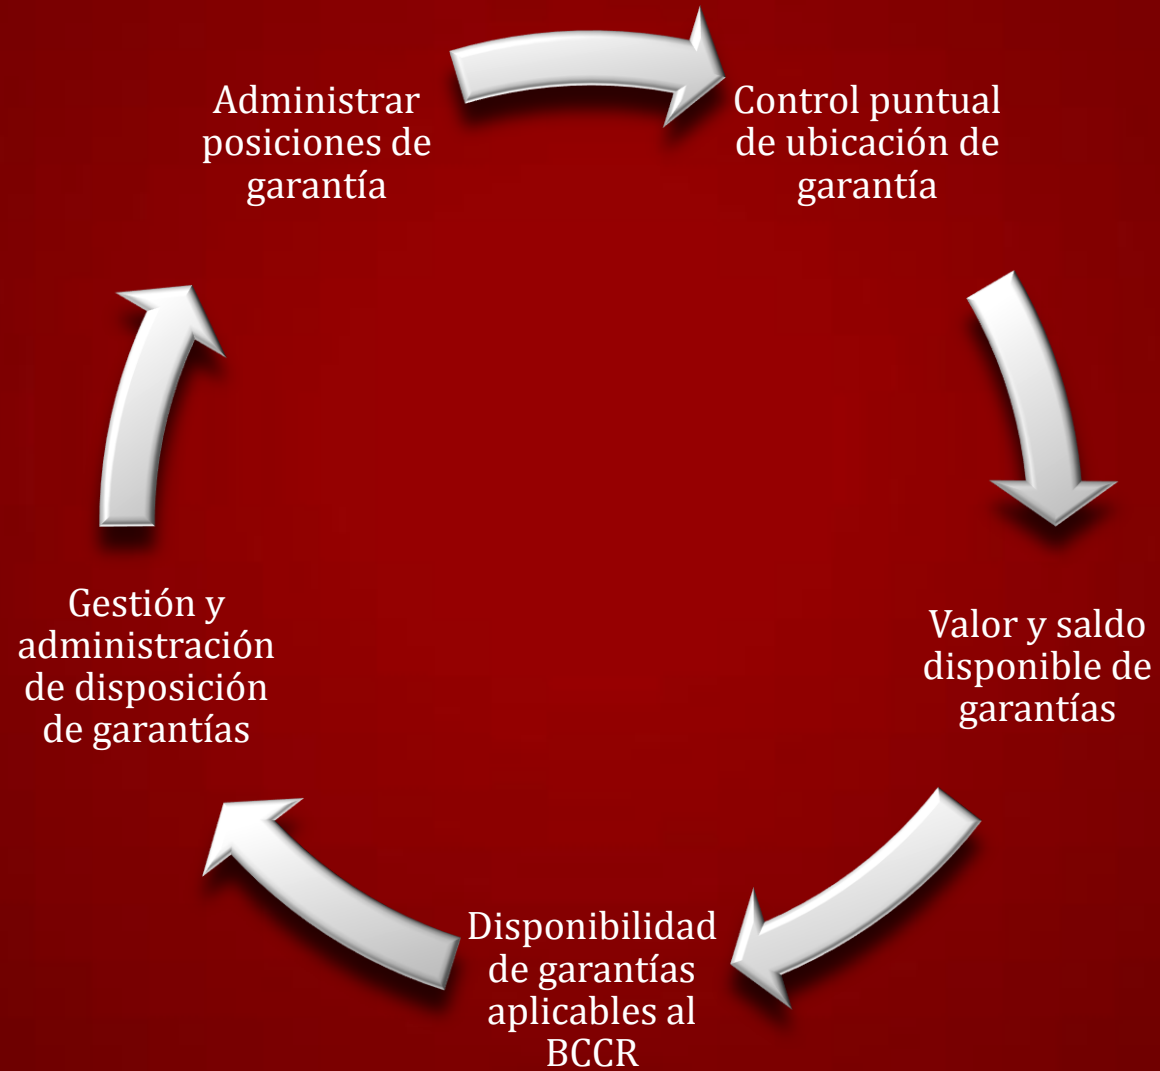 Administrar
posiciones de
garantía
Control puntual
de ubicación de
garantía
Valor y saldo
disponible de
garantías
Disponibilidad
de garantías
aplicables al
BCCR
Gestión y
administración
de disposición
de garantías